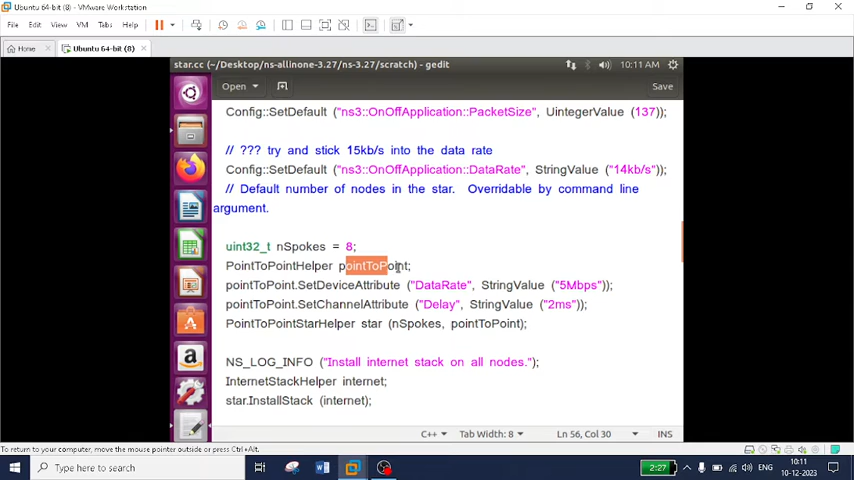 Ubuntu 64-bit (8) - VMware Workstation
File Edit View VM Tabs Help
Home Ubuntu 64-bit (8)
star.cc (~/Desktop/ns-allinone-3.27/ns-3.27/scratch) - gedit 10:11 AM
Open Save
Config::SetDefault ("ns3::OnOffApplication::PacketSize", UintegerValue (137));
// ??? try and stick 15kb/s into the data rate
Config::SetDefault ("ns3::OnOffApplication::DataRate", StringValue ("14kb/s"));
// Default number of nodes in the star. Overridable by command line
argument.
uint32_t nSpokes = 8;
PointToPointHelper pointToPoint;
pointToPoint.SetDeviceAttribute ("DataRate", StringValue ("5Mbps"));
pointToPoint.SetChannelAttribute ("Delay", StringValue ("2ms"));
PointToPointStarHelper star (nSpokes, pointToPoint);
NS_LOG_INFO ("Install internet stack on all nodes.");
InternetStackHelper internet;
star.InstallStack (internet);
C++ Tab Width: 8 Ln 56, Col 30 INS
To return to your computer, move the mouse pointer outside or press Ctrl+Alt.
Type here to search 2:27 ENG 10:11
10-12-2023